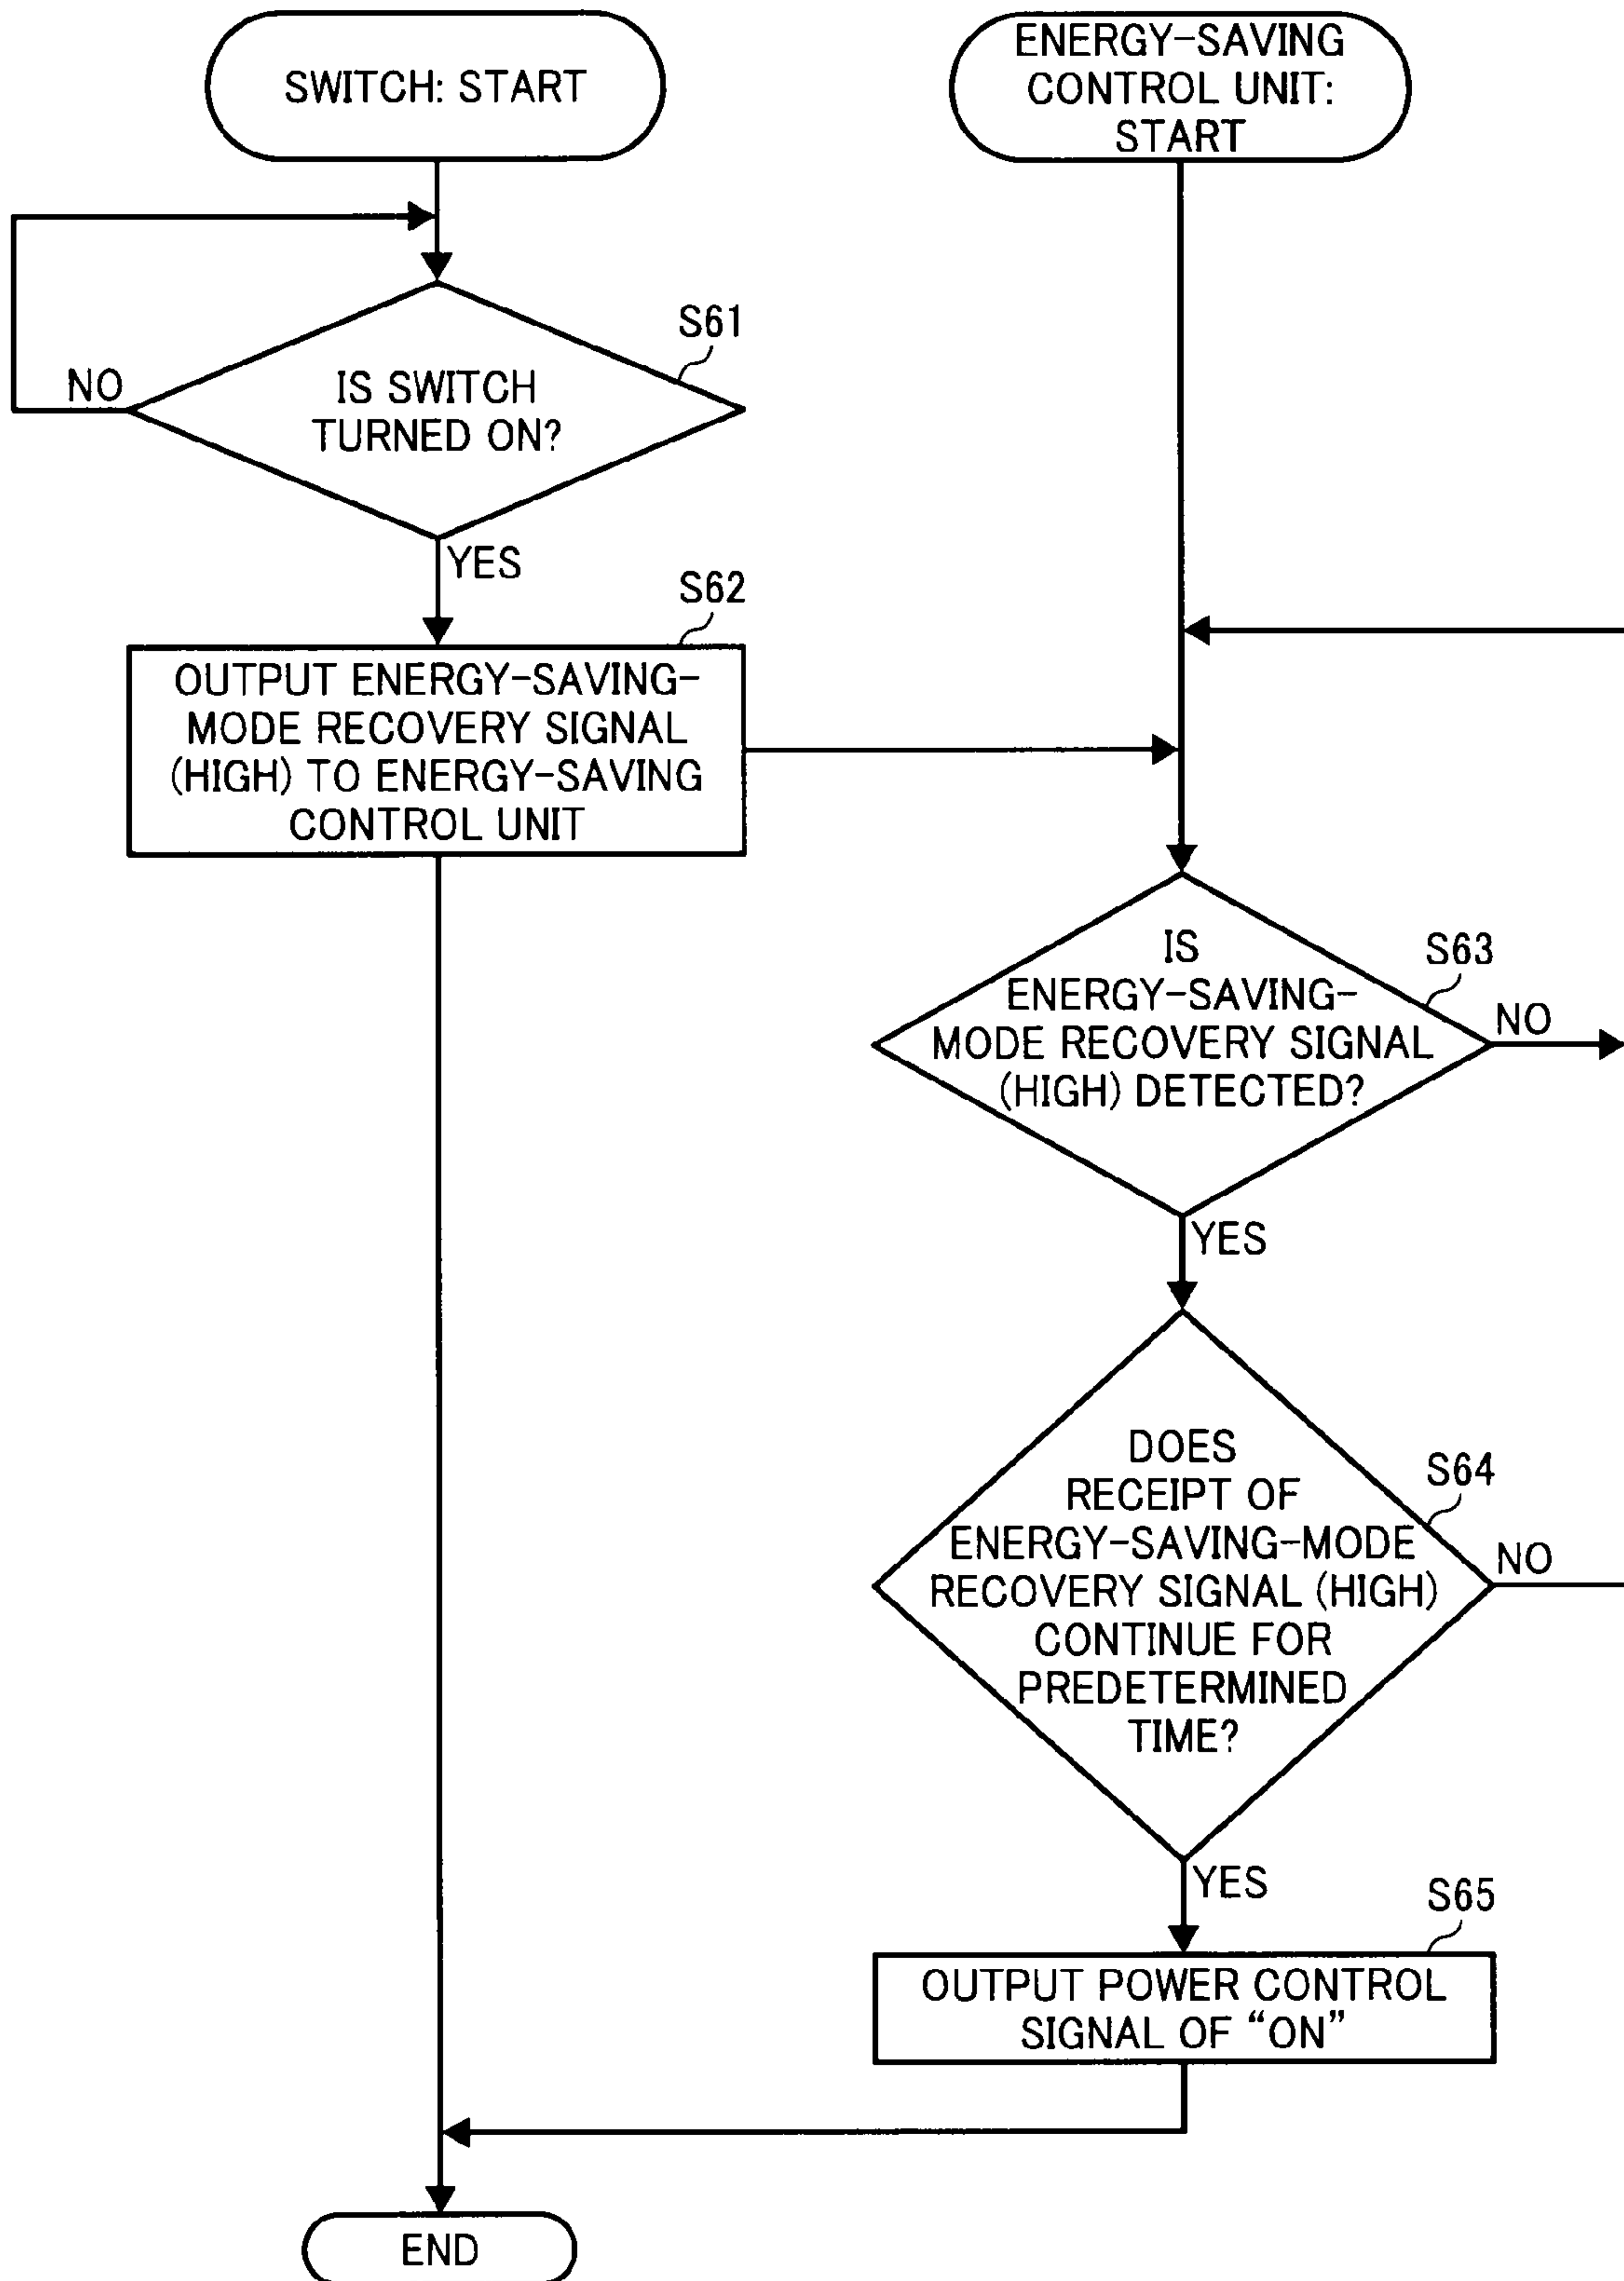 SWITCH: START
NO
S61
IS SWITCH
TURNED ON?
YES
S62
OUTPUT ENERGY-SAVING-
MODE RECOVERY SIGNAL
(HIGH) TO ENERGY-SAVING
CONTROL UNIT
ENERGY-SAVING
CONTROL UNIT:
START
IS
ENERGY-SAVING-
MODE RECOVERY SIGNAL
(HIGH) DETECTED?
S63
NO
YES
DOES
RECEIPT OF
ENERGY-SAVING-MODE
RECOVERY SIGNAL (HIGH)
CONTINUE FOR
PREDETERMINED
TIME?
S64
NO
YES
S65
OUTPUT POWER CONTROL
SIGNAL OF “ON”
END